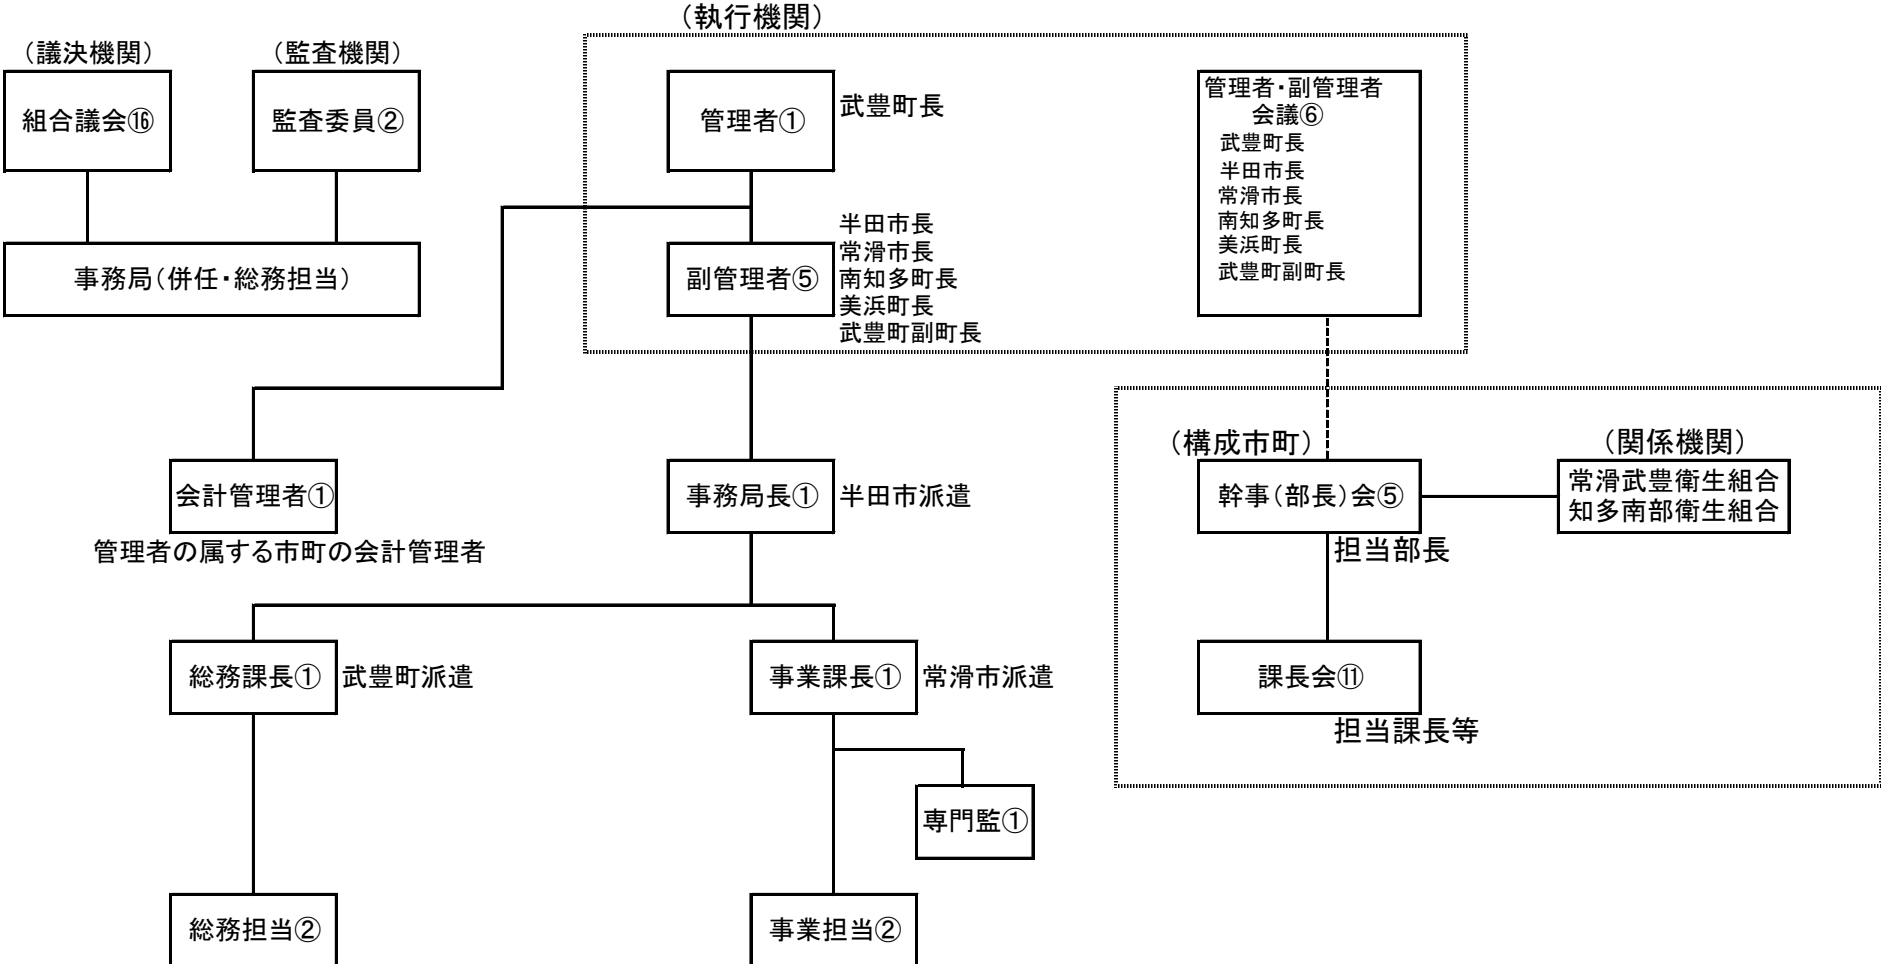 （執行機関）
（議決機関）
（監査機関）
組合議会⑯
監査委員②
管理者①
武豊町長
管理者・副管理者
会議⑥
武豊町長
半田市長
常滑市長
南知多町長
美浜町長
武豊町副町長
事務局（併任・総務担当）
副管理者⑤
半田市長
常滑市長
南知多町長
美浜町長
武豊町副町長
（構成市町）
（関係機関）
会計管理者①
管理者の属する市町の会計管理者
事務局長①
半田市派遣
幹事（部長）会⑤
担当部長
常滑武豊衛生組合
知多南部衛生組合
総務課長①
武豊町派遣
事業課長①
常滑市派遣
課長会⑪
担当課長等
専門監①
総務担当②
事業担当②